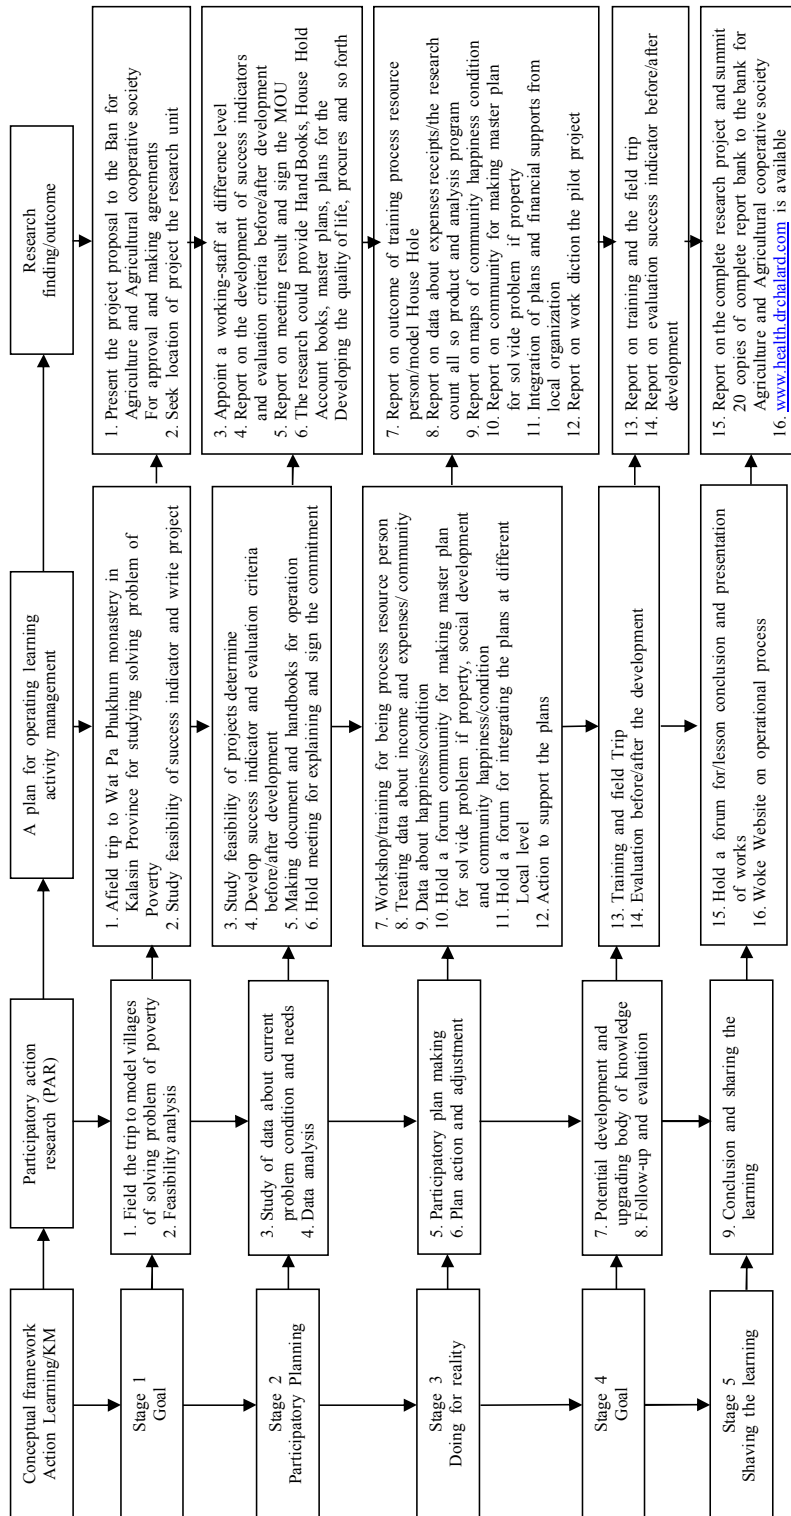 Conceptual framework
Action Learning/KM
Participatory action
research (PAR)
A plan for operating learning
activity management
Research
finding/outcome
Stage 1
Goal
1. Field the trip to model villages
of solving problem of poverty
2. Feasibility analysis
1. Afield trip to Wat Pa Phukhum monastery in
Kalasin Province for studying solving problem of
Poverty
2. Study feasibility of success indicator and write project
1. Present the project proposal to the Ban for
Agriculture and Agricultural cooperative society
For approval and making agreements
2. Seek location of project the research unit
Stage 2
Participatory Planning
3. Study of data about current
problem condition and needs
4. Data analysis
3. Study feasibility of projects determine
4. Develop success indicator and evaluation criteria
before/after development
5. Making document and handbooks for operation
6. Hold meeting for explaining and sign the commitment
3. Appoint a working-staff at difference level
4. Report on the development of success indicators
and evaluation criteria before/after development
5. Report on meeting result and sign the MOU
6. The research could provide Hand Books, House Hold
Account books, master plans, plans for the
Developing the quality of life, procures and so forth
Stage 3
Doing for reality
5. Participatory plan making
6. Plan action and adjustment
7. Workshop/training for being process resource person
8. Treating data about income and expenses/ community
9. Data about happiness/condition
10. Hold a forum community for making master plan
for sol vide problem if property, social development
and community happiness/condition
11. Hold a forum for integrating the plans at different
Local level
12. Action to support the plans
7. Report on outcome of training process resource
person/model House Hole
8. Report on data about expenses receipts/the research
count all so product and analysis program
9. Report on maps of community happiness condition
10. Report on community for making master plan
for sol vide problem if property
11. Integration of plans and financial supports from
local organization
12. Report on work diction the pilot project
Stage 4
Goal
7. Potential development and
upgrading body of knowledge
8. Follow-up and evaluation
13. Training and field Trip
14. Evaluation before/after the development
13. Report on training and the field trip
14. Report on evaluation success indicator before/after
development
Stage 5
Shaving the learning
9. Conclusion and sharing the
learning
15. Hold a forum for/lesson conclusion and presentation
of works
16. Woke Website on operational process
15. Report on the complete research project and summit
20 copies of complete report bank to the bank for
Agriculture and Agricultural cooperative society
16. www.health.drchalard.com is available